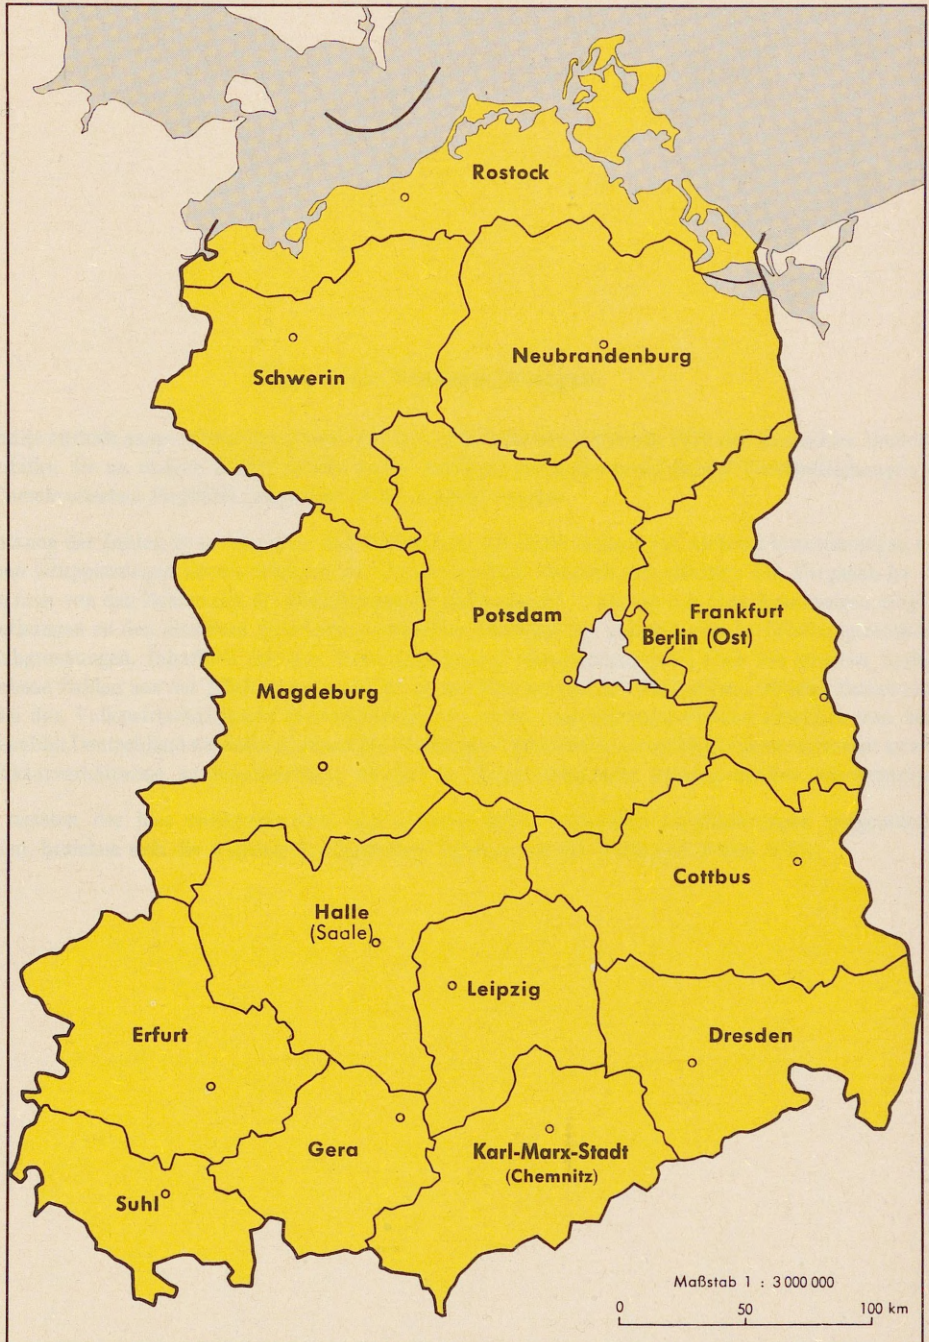 Rostock
Neubrandenburg
Schwerin
Potsdam
Frankfurt
Berlin (Ost)
Magdeburg
Cottbus
Halle
(Saale)
Leipzig
Erfurt
Dresden
Gera
Karl-Marx-Stadt
(Chemnitz)
Suhl
Maßstab 1 : 3 000 000
0 50 100 km